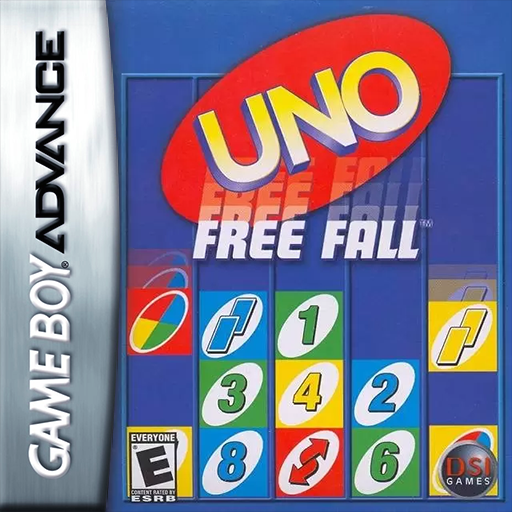 GAME BOY ADVANCE
UNO
FREE FALL
FREE FALL
FREE FALL™
1
3 4 2
8 6
EVERYONE
E
CONTENT RATED BY
ESRB
DSI
GAMES